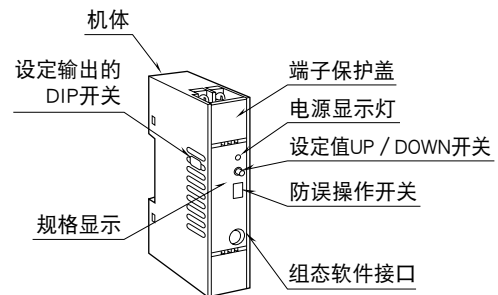 机体
设定输出的
DIP开关
规格显示
端子保护盖
电源显示灯
设定值UP / DOWN开关
防误操作开关
组态软件接口